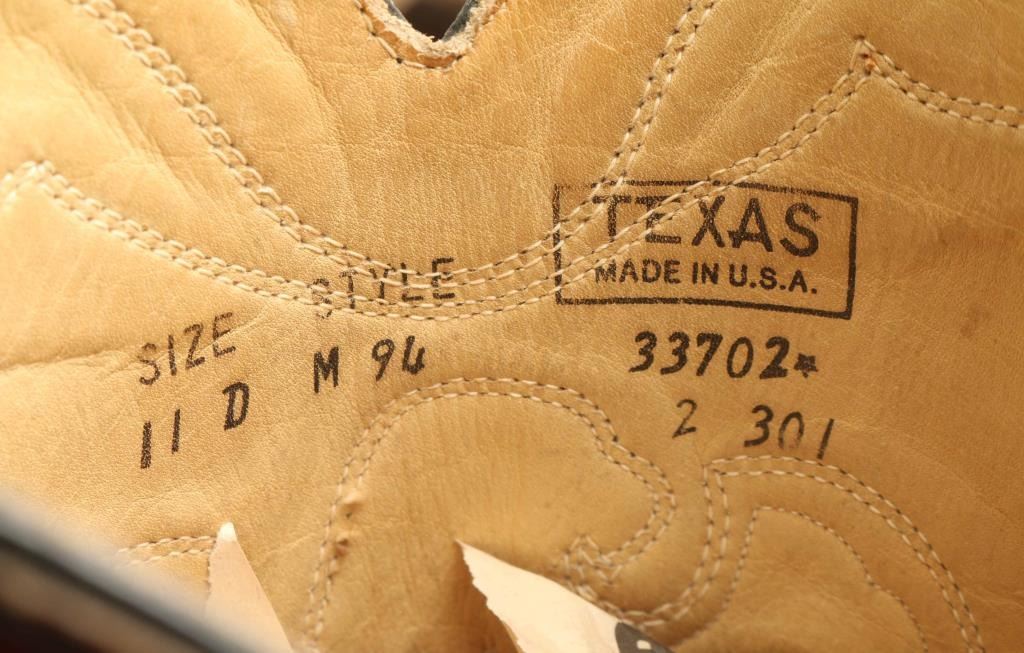 TEXAS
MADE IN U.S.A.
STYLE
SIZE
M 94
11 D
33702*
2 301